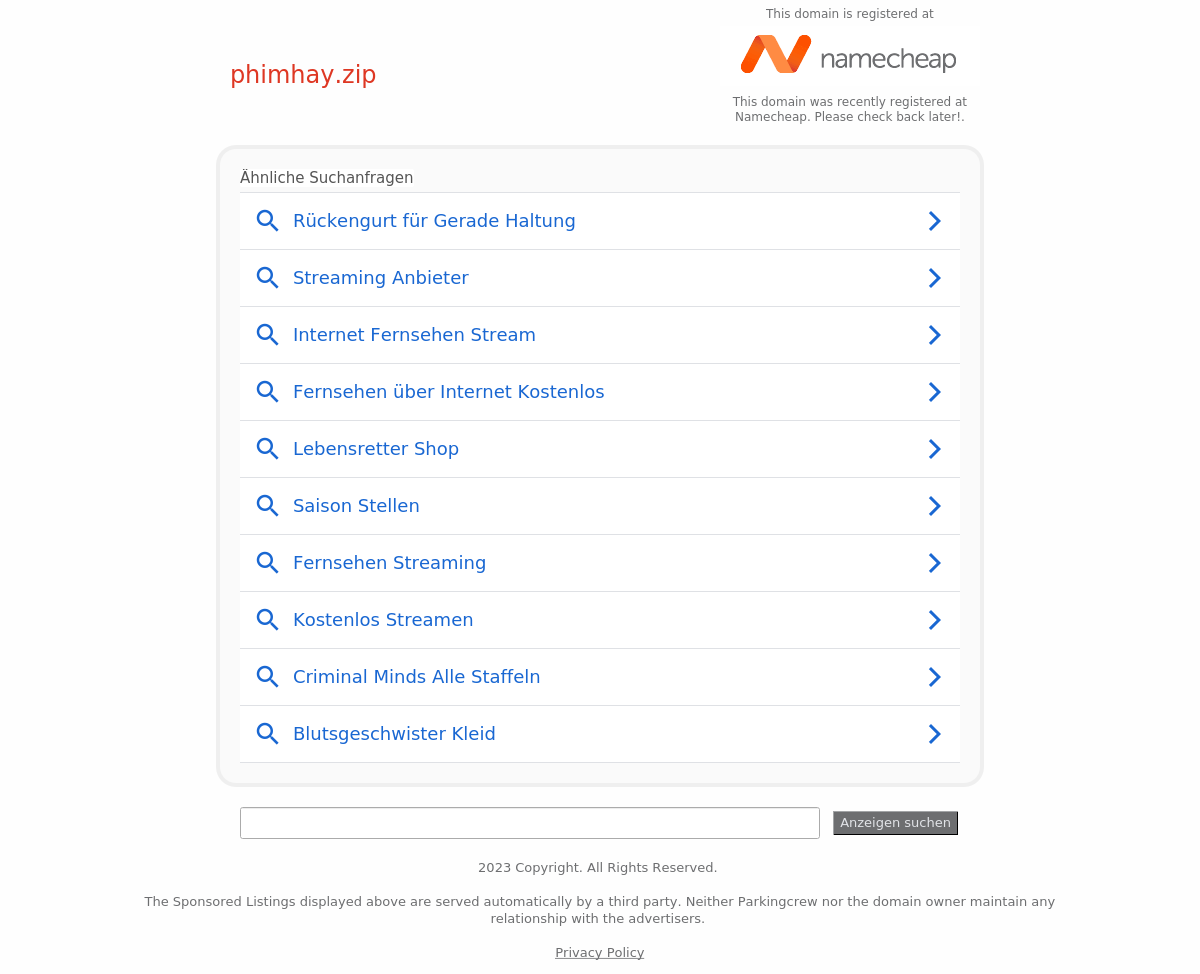 This domain is registered at
namecheap
phimhay.zip
This domain was recently registered at
Namecheap. Please check back later!.
Ähnliche Suchanfragen
Rückengurt für Gerade Haltung
Streaming Anbieter
Internet Fernsehen Stream
Fernsehen über Internet Kostenlos
Lebensretter Shop
Saison Stellen
Fernsehen Streaming
Kostenlos Streamen
Criminal Minds Alle Staffeln
Blutsgeschwister Kleid
Anzeigen suchen
2023 Copyright. All Rights Reserved.
The Sponsored Listings displayed above are served automatically by a third party. Neither Parkingcrew nor the domain owner maintain any
relationship with the advertisers.
Privacy Policy